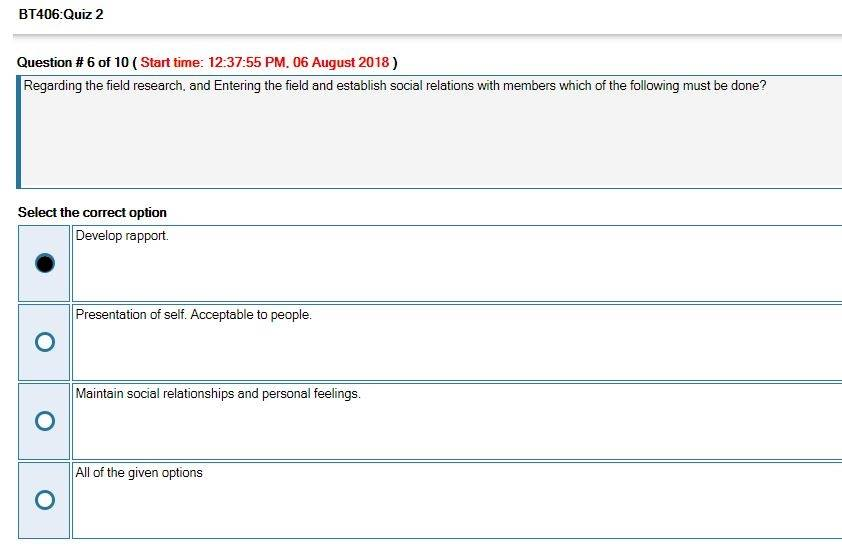 BT406:Quiz 2
Question # 6 of 10 ( Start time: 12:37:55 PM, 06 August 2018 )
Regarding the field research, and Entering the field and establish social relations with members which of the following must be done?
Select the correct option
Develop rapport.
Presentation of self. Acceptable to people.
Maintain social relationships and personal feelings.
All of the given options